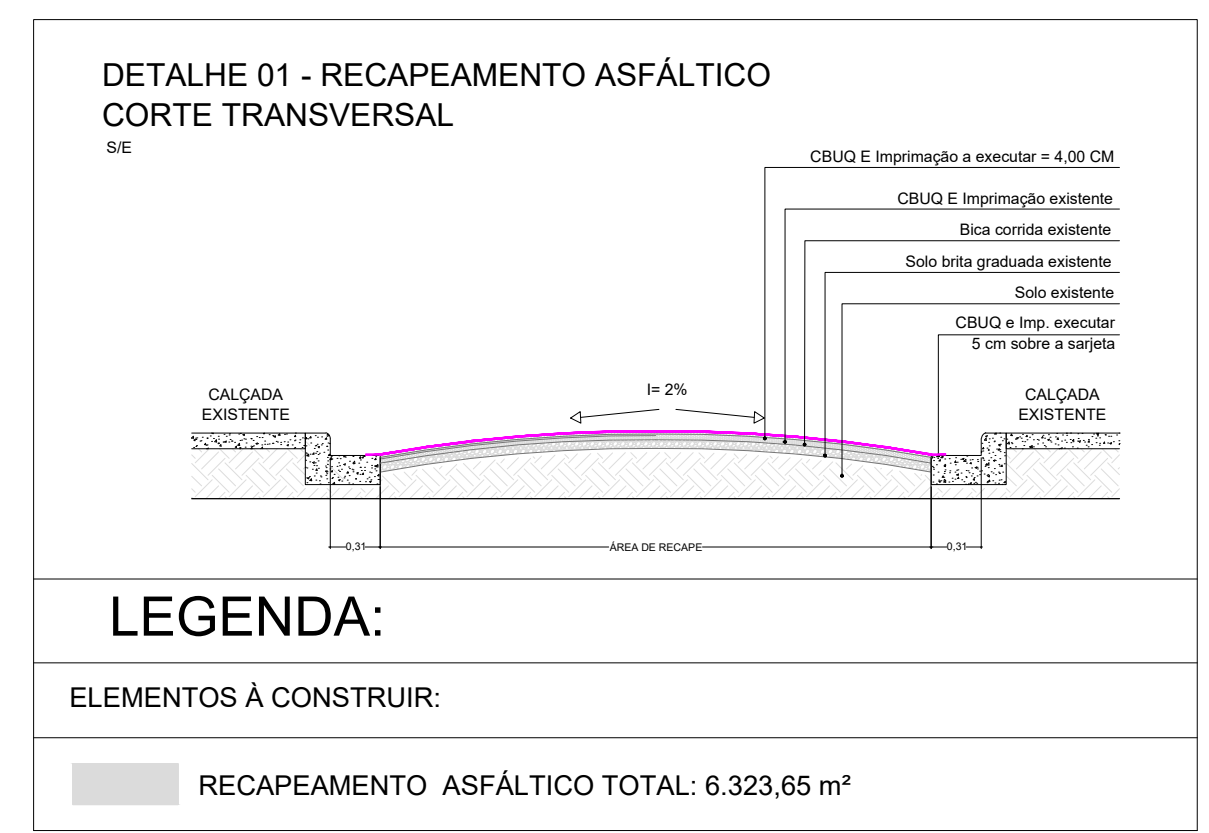 DETALHE 01 - RECAPEAMENTO ASFÁLTICO
CORTE TRANSVERSAL
S/E
CBUQ E Imprimação a executar = 4,00 CM
CBUQ E Imprimação existente
Bica corrida existente
Solo brita graduada existente
Solo existente
CBUQ e Imp. executar
5 cm sobre a sarjeta
CALÇADA
EXISTENTE
I= 2%
CALÇADA
EXISTENTE
0,31
ÁREA DE RECAPE
0,31
LEGENDA:
ELEMENTOS À CONSTRUIR:
RECAPEAMENTO ASFÁLTICO TOTAL: 6.323,65 m²